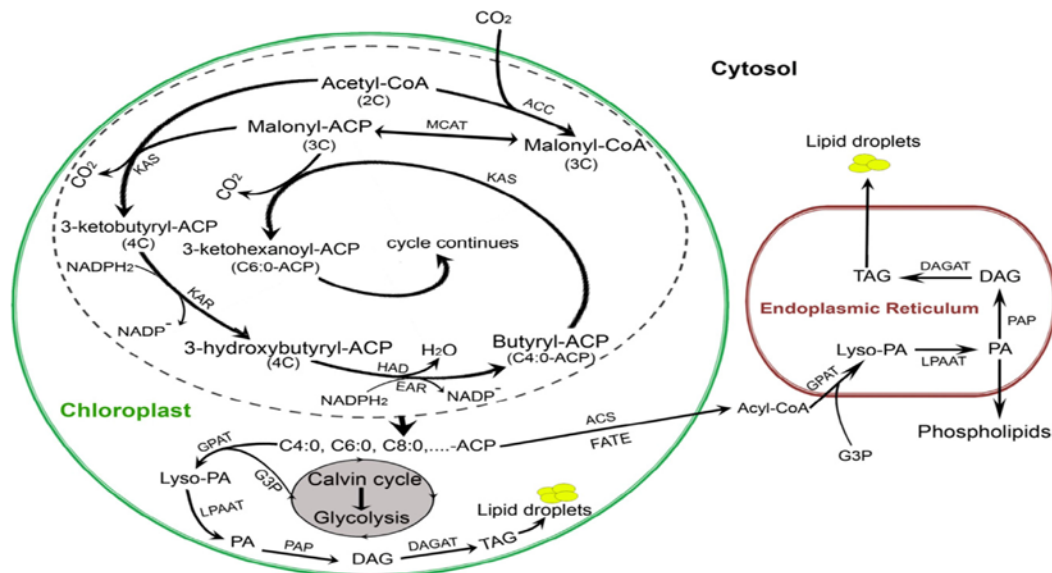 CO2
Cytosol
Acetyl-CoA
(2C)
ACC
Malonyl-ACP
(3C)
MCAT
Malonyl-CoA
(3C)
CO2
KAS
CO2
KAS
Lipid droplets
3-ketobutyryl-ACP
(4C)
3-ketohexanoyl-ACP
(C6:0-ACP)
cycle continues
NADPH2
KAR
NADP-
TAG
DAGAT
DAG
Endoplasmic Reticulum
PAP
3-hydroxybutyryl-ACP
(4C)
H2O
Butyryl-ACP
(C4:0-ACP)
HAD
EAR
NADPH2
NADP-
Lyso-PA
LPAAT
PA
GPAT
Chloroplast
Acyl-CoA
ACS
FATE
G3P
Phospholipids
C4:0, C6:0, C8:0,....-ACP
GPAT
Lyso-PA
G3P
Calvin cycle
Glycolysis
LPAAT
Lipid droplets
PA
PAP
DAG
DAGAT
TAG